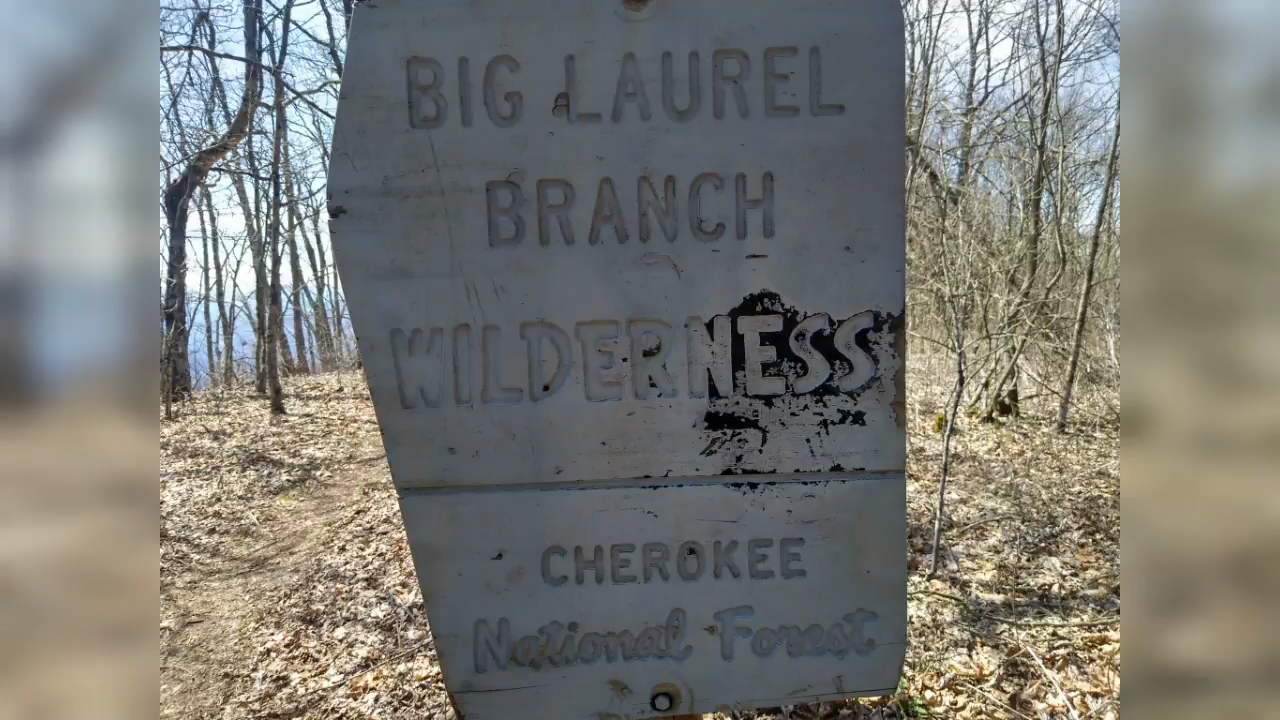 BIG LAUREL
BRANCH
WILDERNESS
CHEROKEE
National Forest